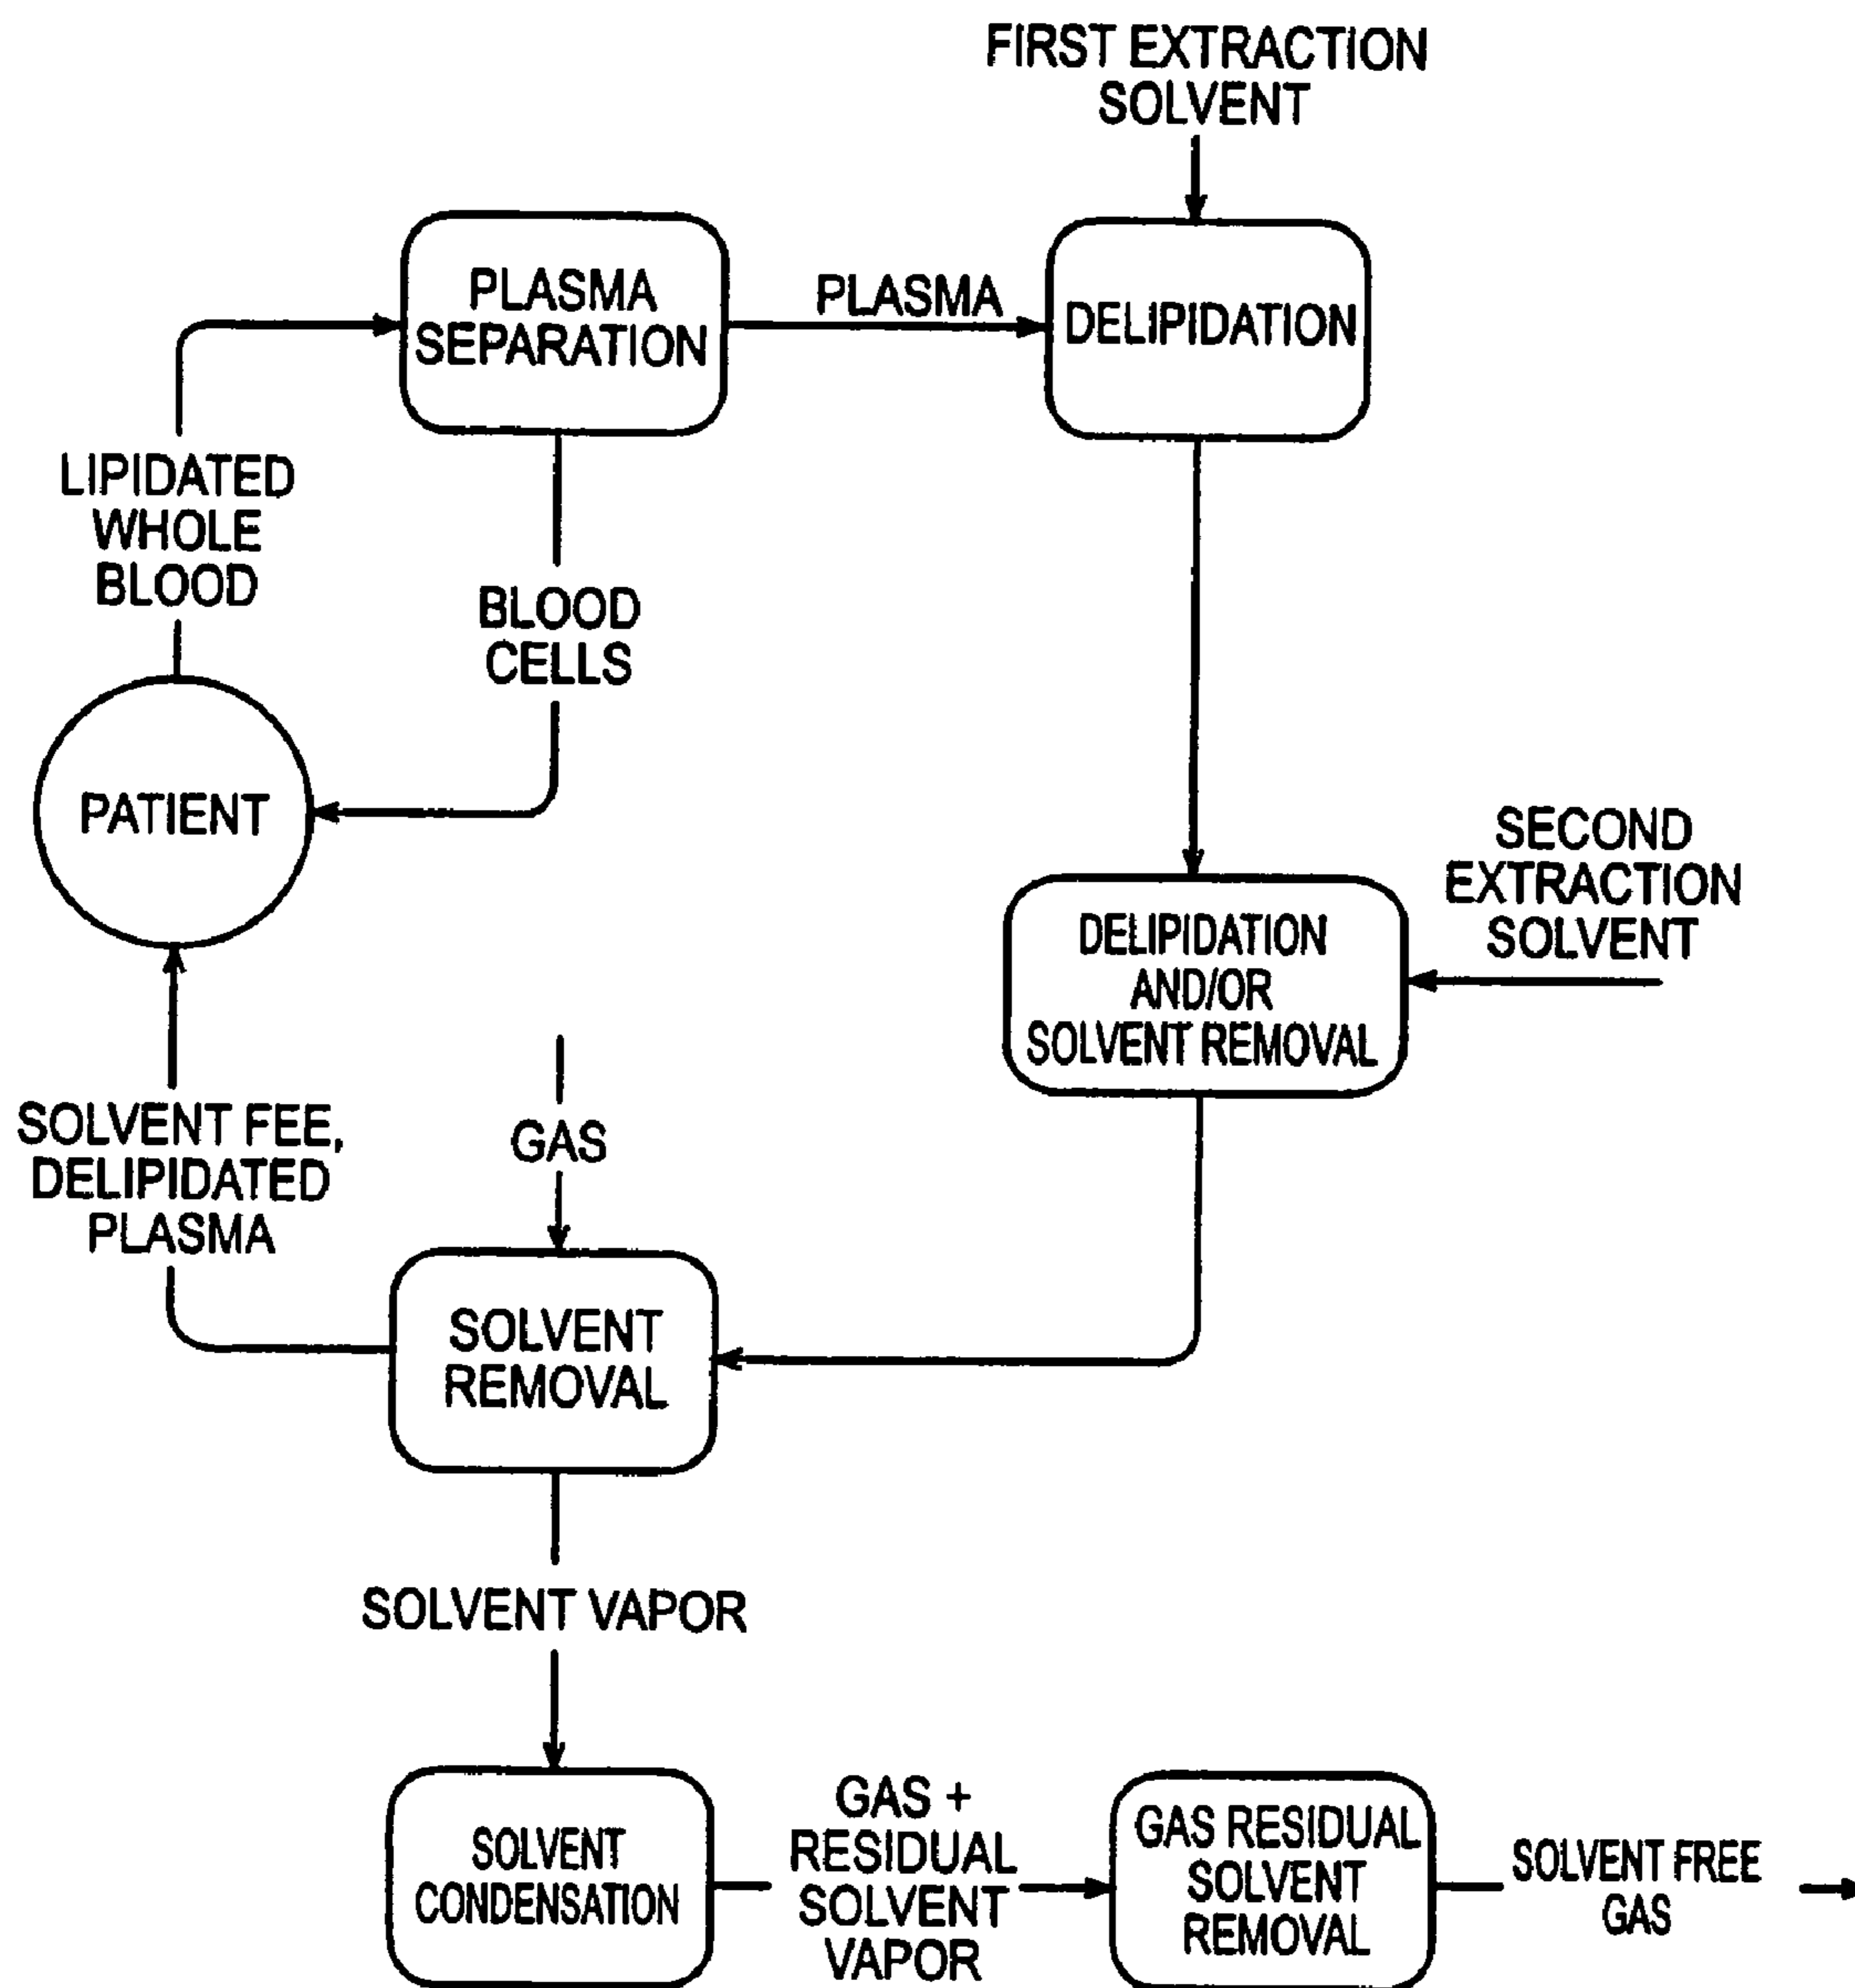 FIRST EXTRACTION
SOLVENT
PLASMA
SEPARATION
PLASMA
DELIPIDATION
LIPIDATED
WHOLE
BLOOD
BLOOD
CELLS
PATIENT
SECOND
EXTRACTION
SOLVENT
DELIPIDATION
AND/OR
SOLVENT REMOVAL
SOLVENT FEE,
DELIPIDATED
PLASMA
GAS
SOLVENT
REMOVAL
SOLVENT VAPOR
SOLVENT
CONDENSATION
GAS +
RESIDUAL
SOLVENT
VAPOR
GAS RESIDUAL
SOLVENT
REMOVAL
SOLVENT FREE
GAS